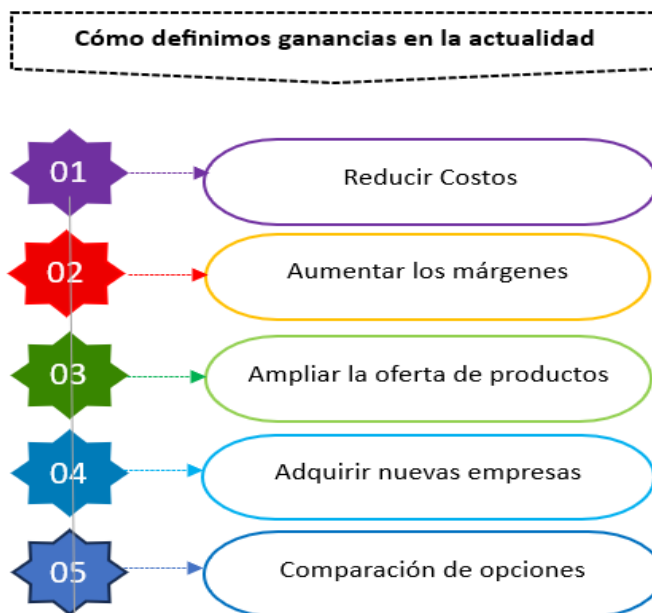 Cómo definimos ganancias en la actualidad
01
Reducir Costos
02
Aumentar los márgenes
03
Ampliar la oferta de productos
04
Adquirir nuevas empresas
05
Comparación de opciones